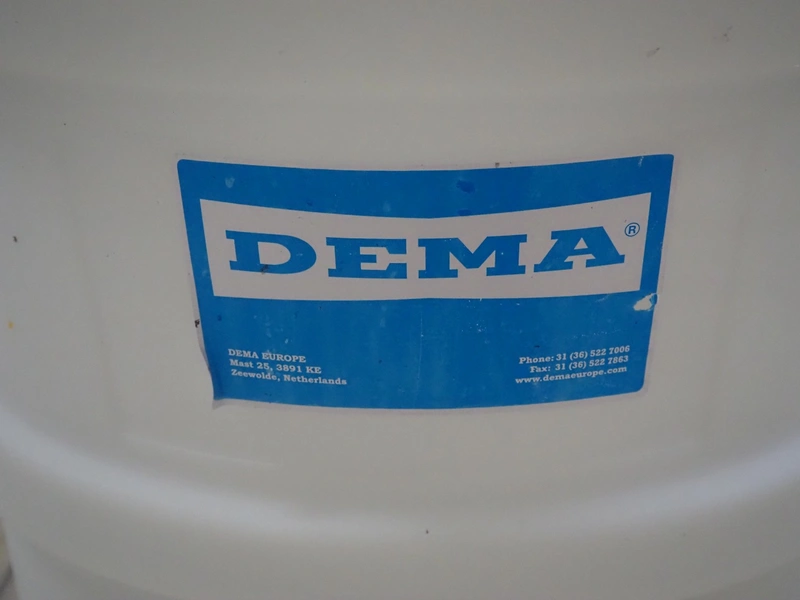 DEMA®
DEMA EUROPE
Mast 25, 3891 KE
Zeewolde, Netherlands
Phone: 31 (36) 522 7006
Fax: 31 (36) 522 7863
www.demaeurope.com